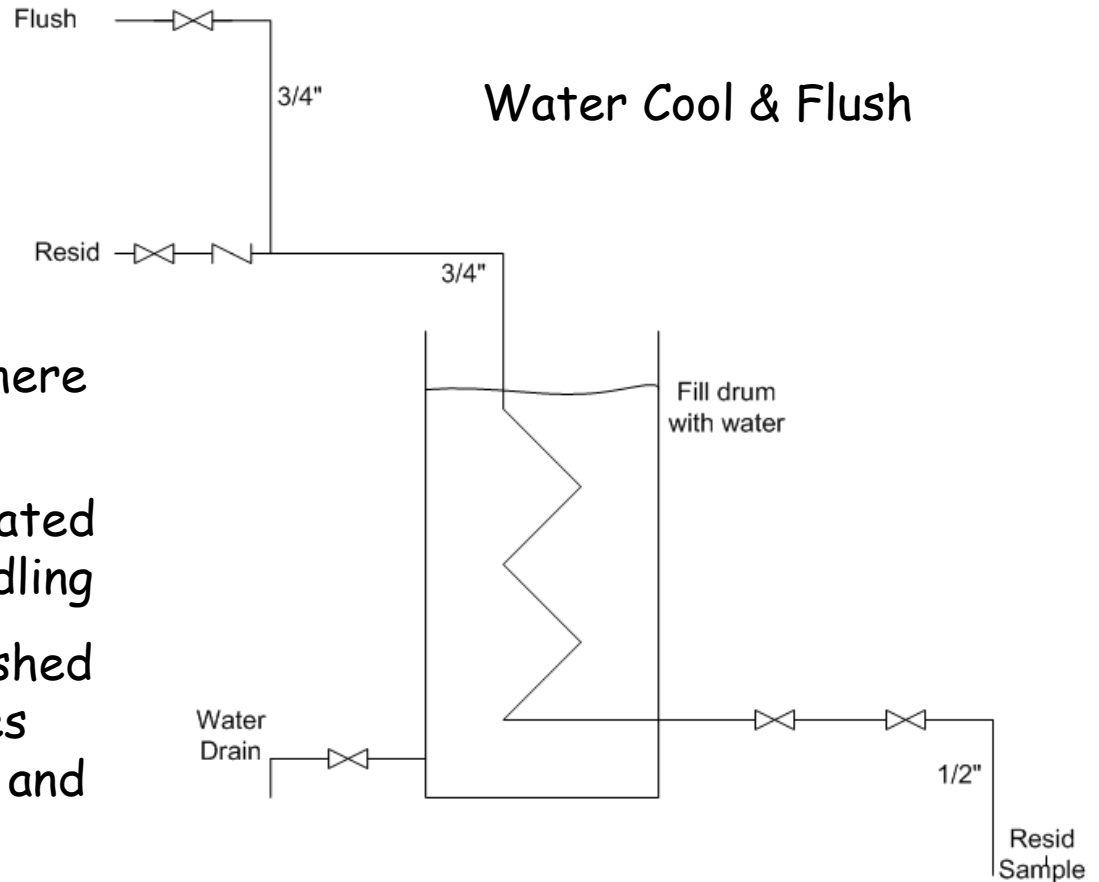 Flush
3/4"
Water Cool & Flush
Resid
3/4"
here
Fill drum
with water
ated
dling
shed
es
and
Water
Drain
1/2"
Resid
Sample